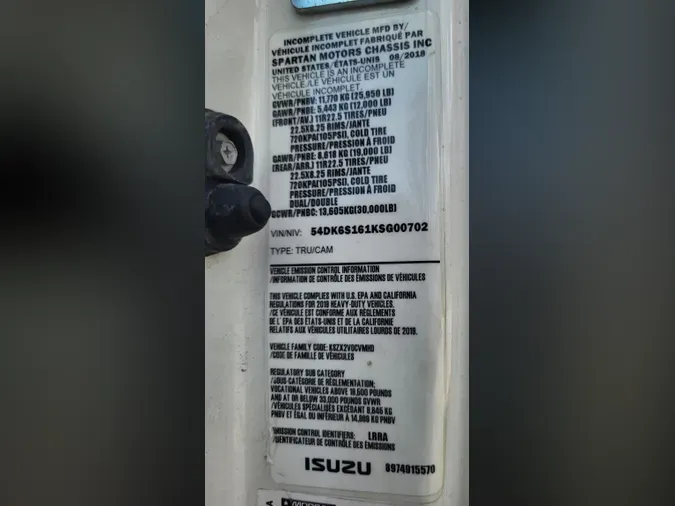 INCOMPLETE VEHICLE MFD BY/
VÉHICULE INCOMPLET FABRIQUÉ PAR
SPARTAN MOTORS CHASSIS INC
UNITED STATES/ÉTATS-UNIS 08/2018
THIS VEHICLE IS AN INCOMPLETE
VEHICLE/LE VÉHICULE EST UN
VÉHICULE INCOMPLET.
GVWR/PNBV: 11,770 KG (25,950 LB)
GAWR/PNBE: 5,443 KG (12,000 LB)
(FRONT/AV.) 11R22.5 TIRES/PNEU
22.5X8.25 RIMS/JANTE
720KPA(105PSI), COLD TIRE
PRESSURE/PRESSION À FROID
GAWR/PNBE: 8,618 KG (19,000 LB)
(REAR/ARR.) 11R22.5 TIRES/PNEU
22.5X8.25 RIMS/JANTE
720KPA(105PSI), COLD TIRE
PRESSURE/PRESSION À FROID
DUAL/DOUBLE
GCWR/PNBC: 13,605KG(30,000LB)
VIN/NIV: 54DK6S161KSG00702
TYPE: TRU/CAM
VEHICLE EMISSION CONTROL INFORMATION
/INFORMATION DE CONTRÔLE DES ÉMISSIONS DE VÉHICULES
THIS VEHICLE COMPLIES WITH U.S. EPA AND CALIFORNIA
REGULATIONS FOR 2018 HEAVY-DUTY VEHICLES.
/CE VÉHICULE EST CONFORME AUX RÈGLEMENTS
DE L' EPA DES ÉTATS-UNIS ET DE LA CALIFORNIE
RELATIFS AUX VÉHICULES UTILITAIRES LOURDS DE 2018.
VEHICLE FAMILY CODE: KSZX2VOCVMHD
/CODE DE FAMILLE DE VÉHICULES
REGULATORY SUB CATEGORY
/SOUS-CATÉGORIE DE RÉGLEMENTATION:
VOCATIONAL VEHICLES ABOVE 19,500 POUNDS
AND AT OR BELOW 33,000 POUNDS GVWR
/VÉHICULES SPÉCIALISÉS EXCÉDANT 8,845 KG
PNBV ET ÉGAL OU INFÉRIEUR À 14,969 KG PNBV
EMISSION CONTROL IDENTIFIERS: LRRA
/IDENTIFICATEUR DE CONTRÔLE DES ÉMISSIONS
ISUZU 8974915570